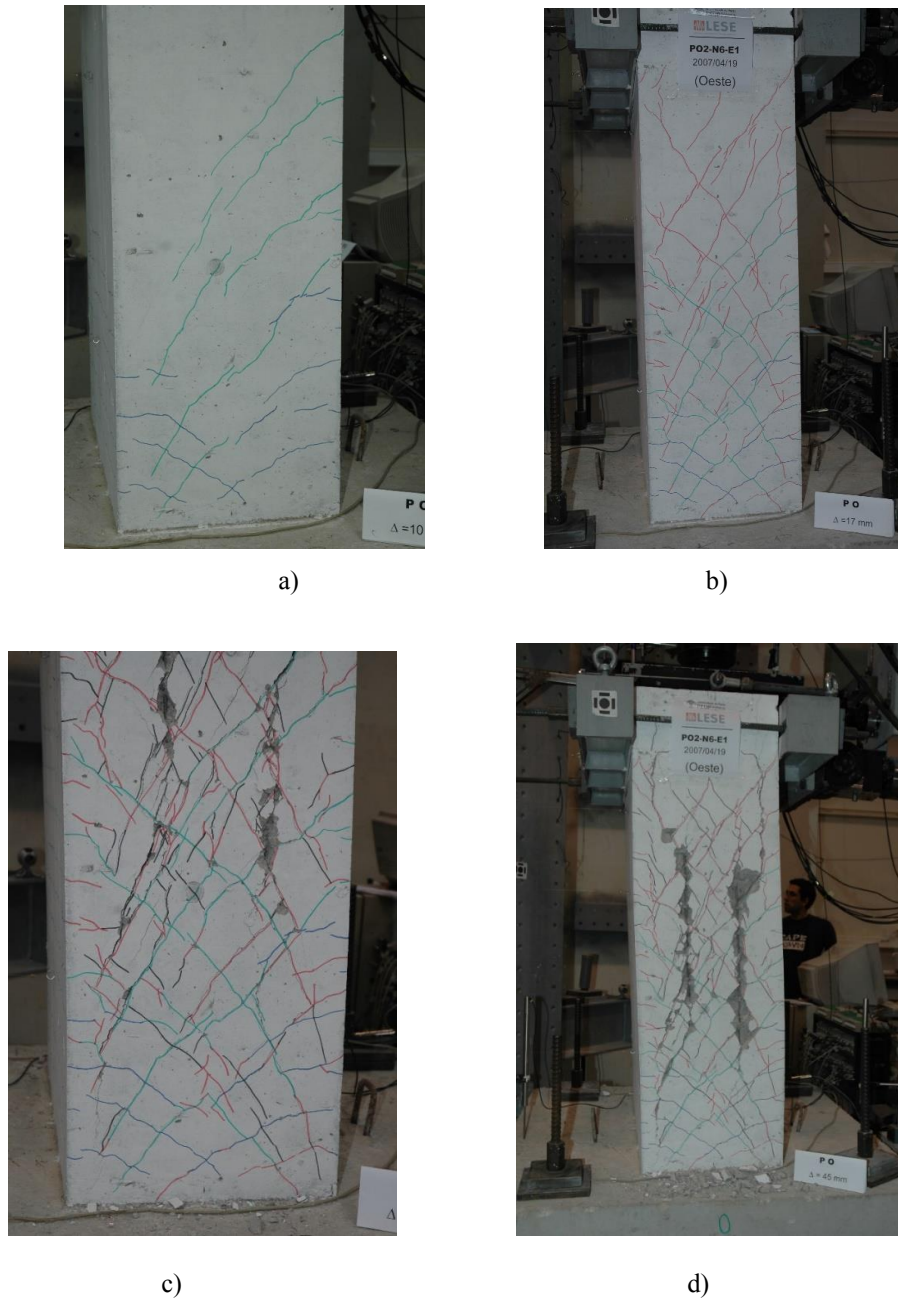 LESE
PO2-N6-E1
2007/04/19
(Oeste)
P O
Δ =10
P O
Δ =17 mm
a)
b)
LESE
PO2-N6-E1
2007/04/19
(Oeste)
Δ
P O
Δ = 45 mm
0
c)
d)